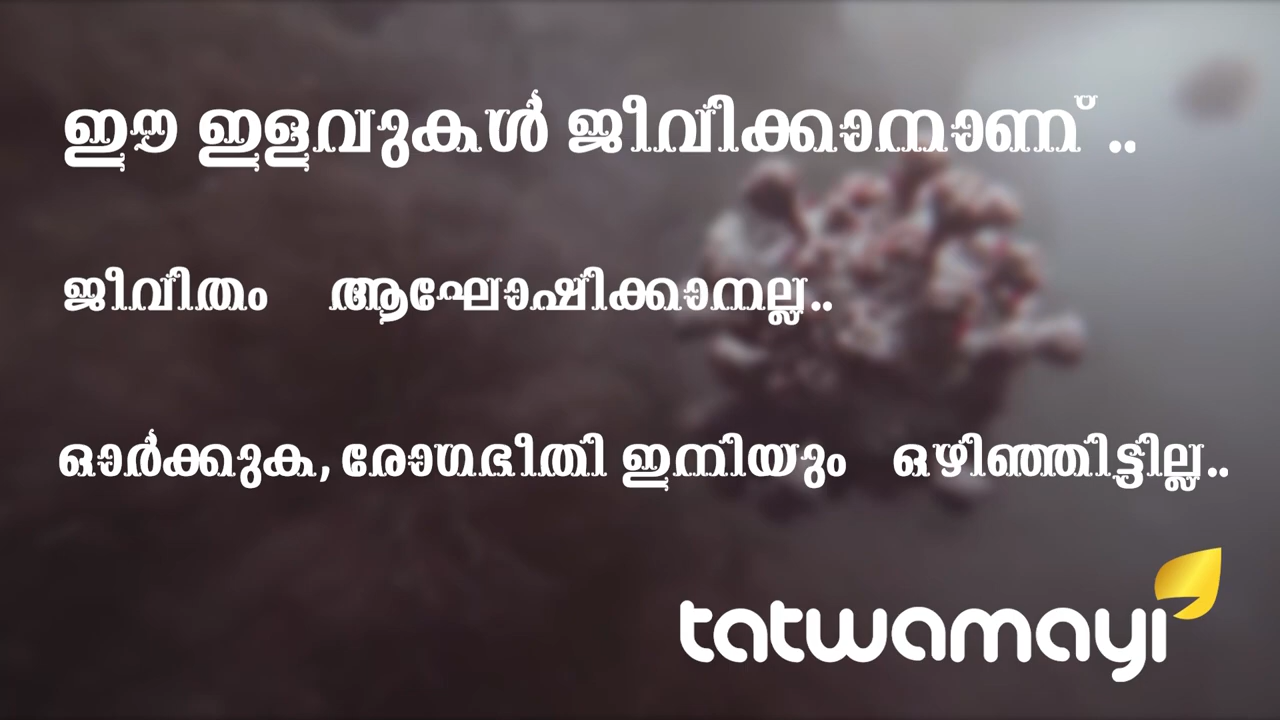 ഈ ഇളവുകൾ ജീവിക്കാനാണ് ..
ജീവിതം ആഘോഷിക്കാനല്ല..
ഓർക്കുക, രോഗഭീതി ഇനിയും ഒഴിഞ്ഞിട്ടില്ല..
tatwamayi